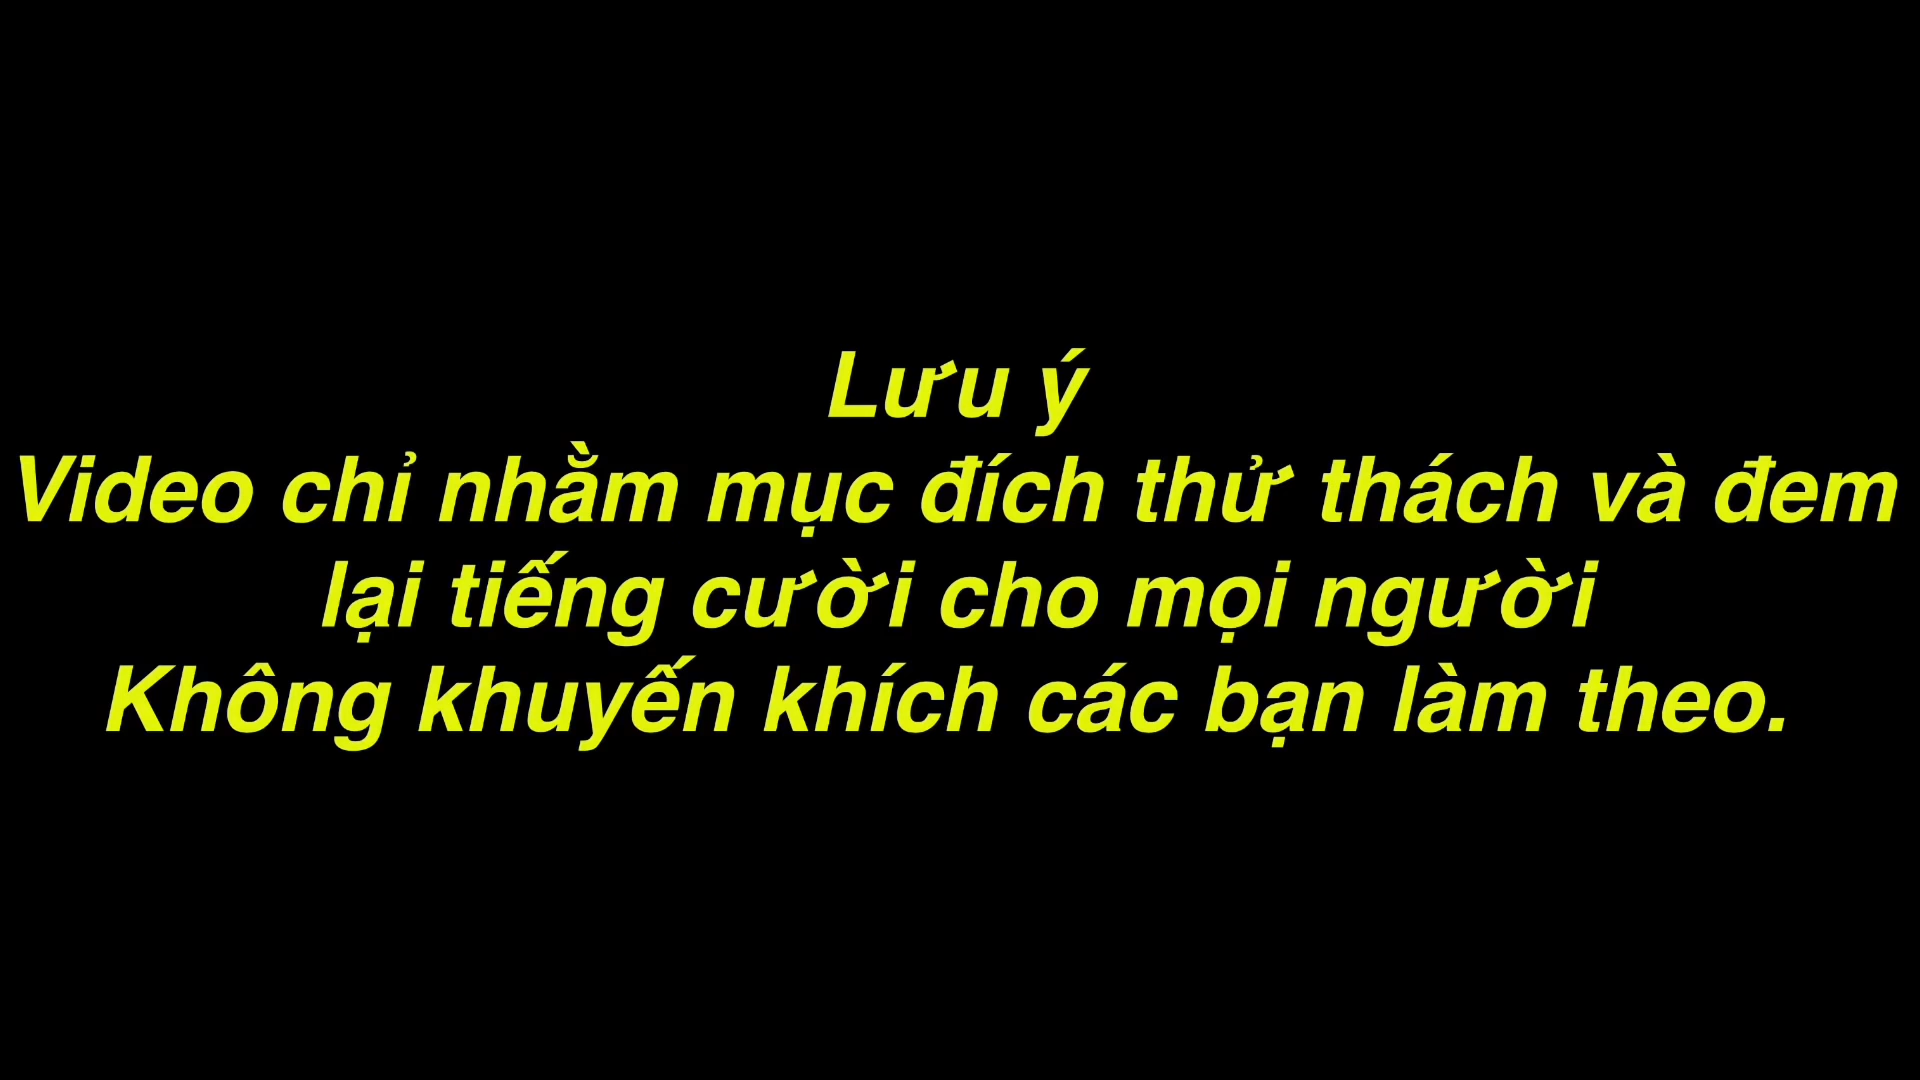 Lưu ý
Video chỉ nhằm mục đích thử thách và đem
lại tiếng cười cho mọi người
Không khuyến khích các bạn làm theo.